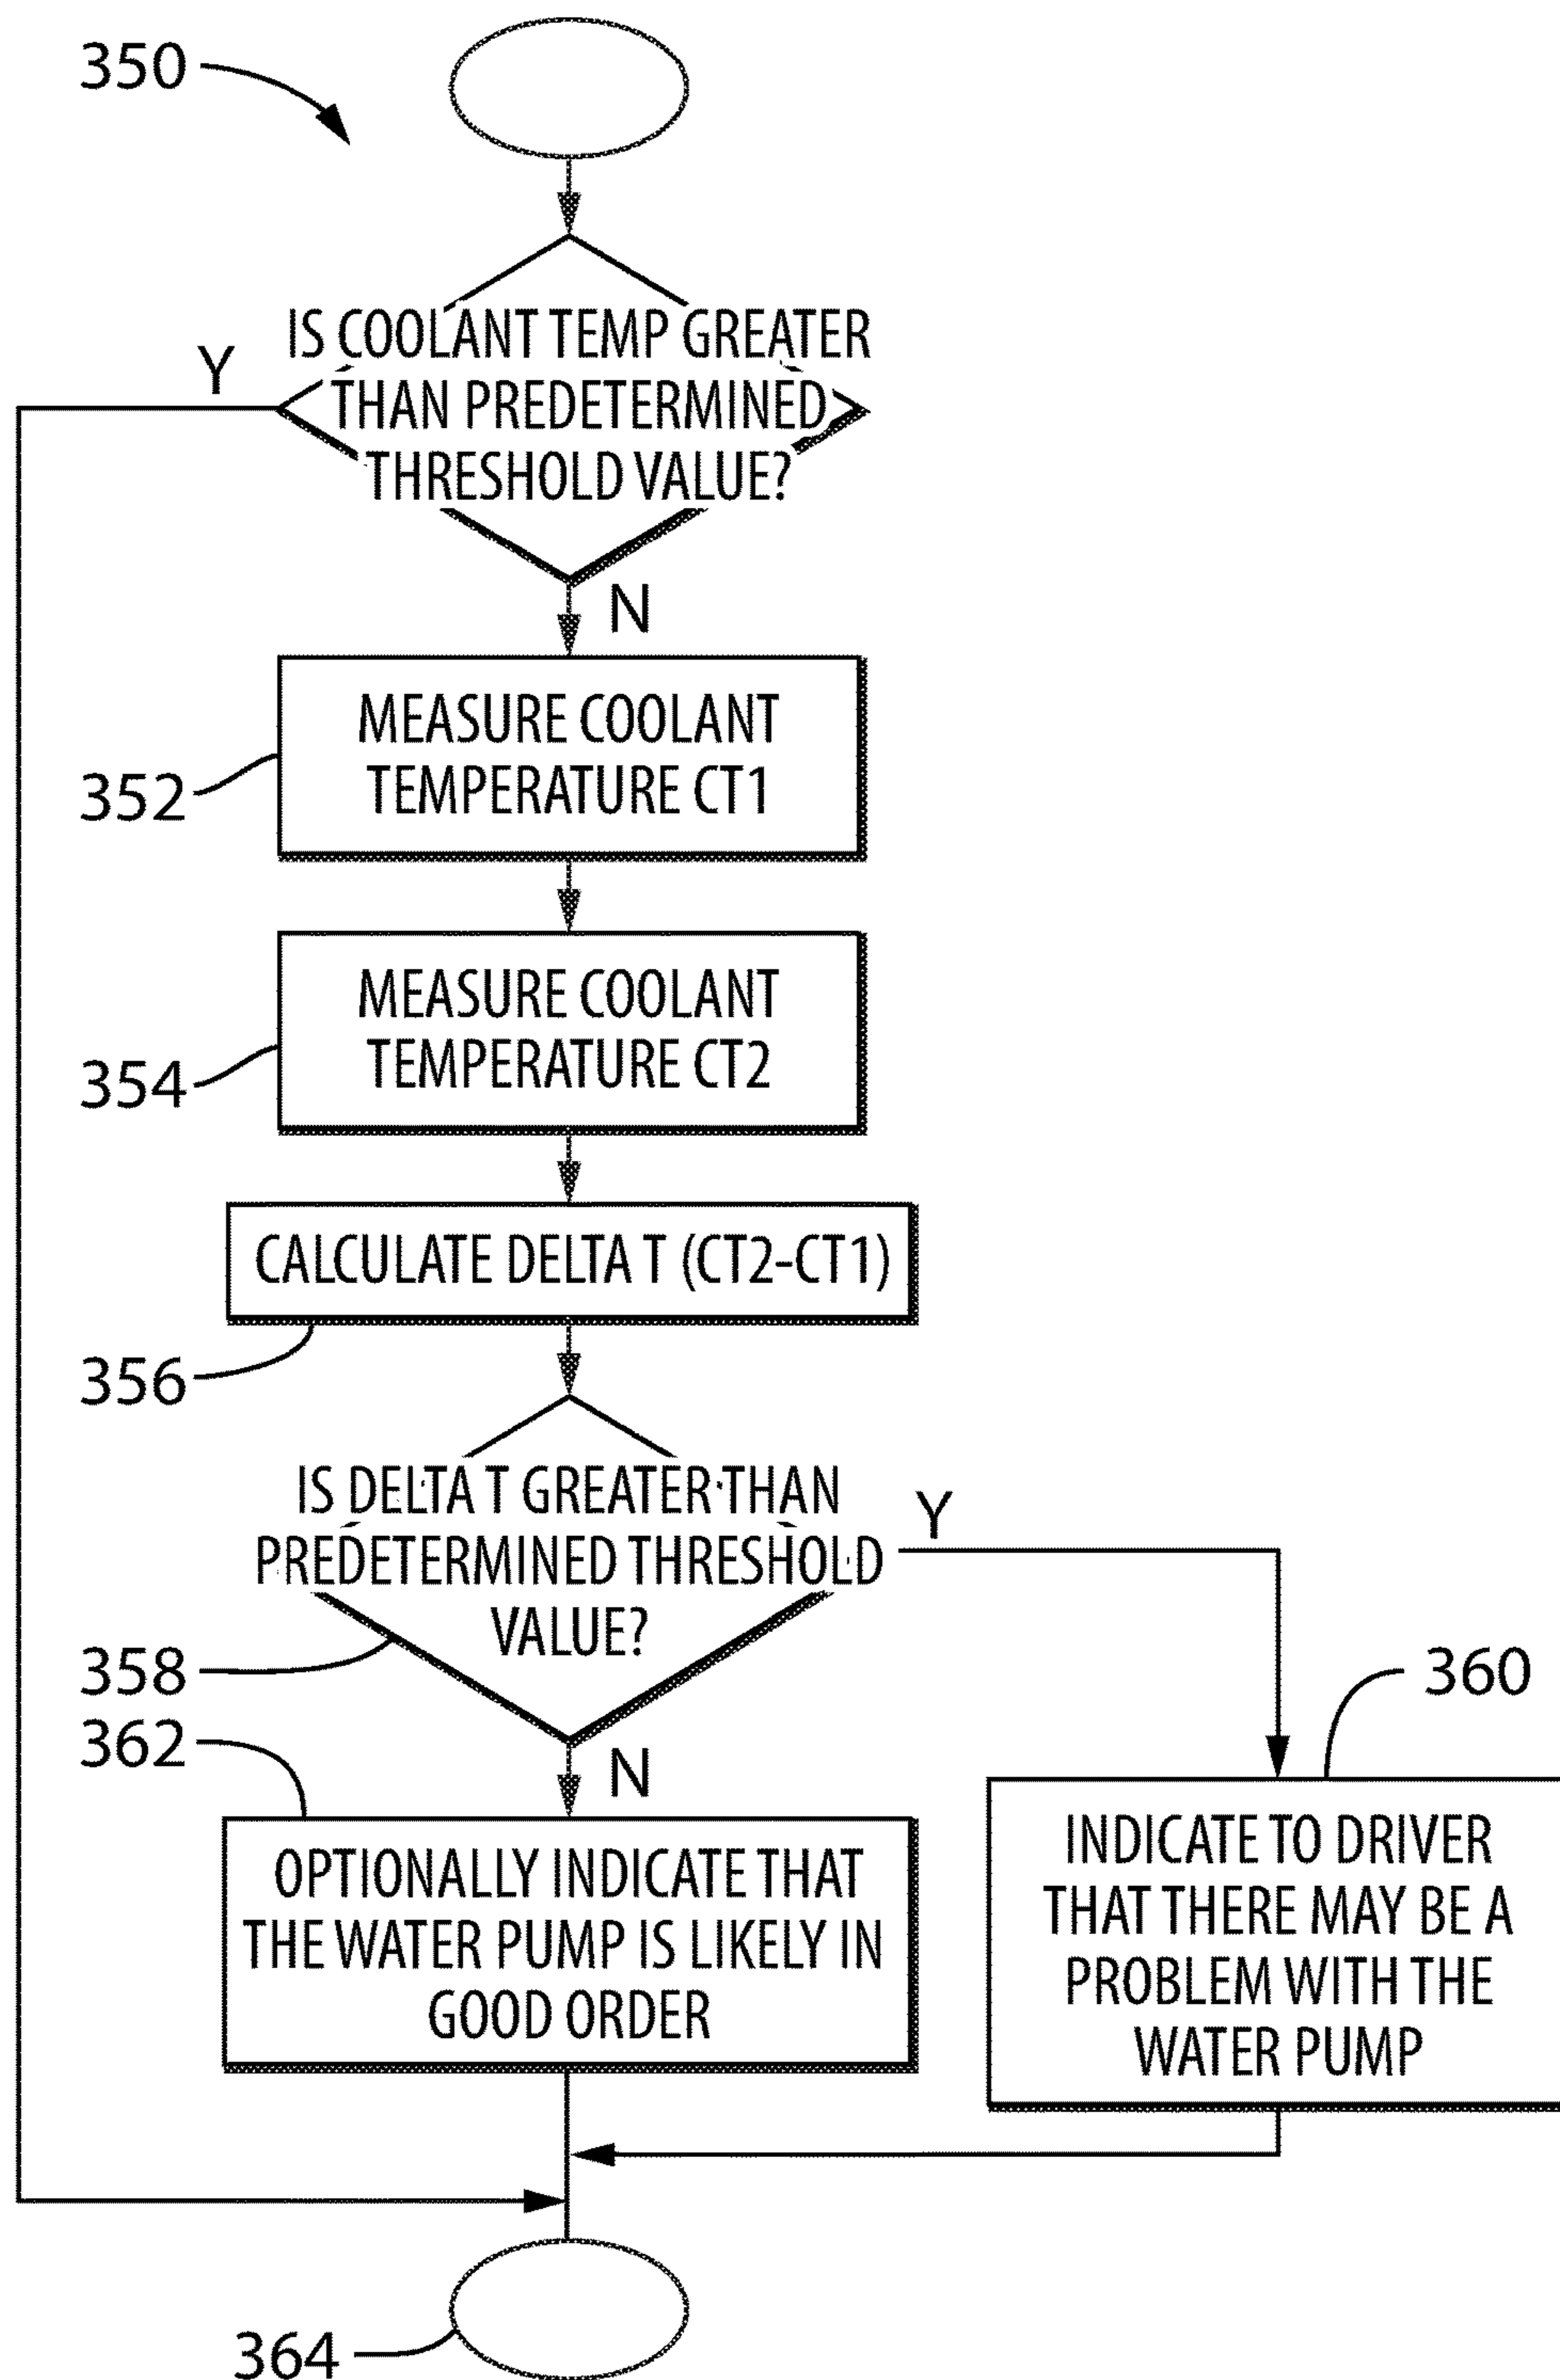 350
IS COOLANT TEMP GREATER
THAN PREDETERMINED
THRESHOLD VALUE?
Y
N
MEASURE COOLANT
TEMPERATURE CT1
352
MEASURE COOLANT
TEMPERATURE CT2
354
CALCULATE DELTA T (CT2-CT1)
356
IS DELTA T GREATER THAN
PREDETERMINED THRESHOLD
VALUE?
Y
358
N
360
362
OPTIONALLY INDICATE THAT
THE WATER PUMP IS LIKELY IN
GOOD ORDER
INDICATE TO DRIVER
THAT THERE MAY BE A
PROBLEM WITH THE
WATER PUMP
364